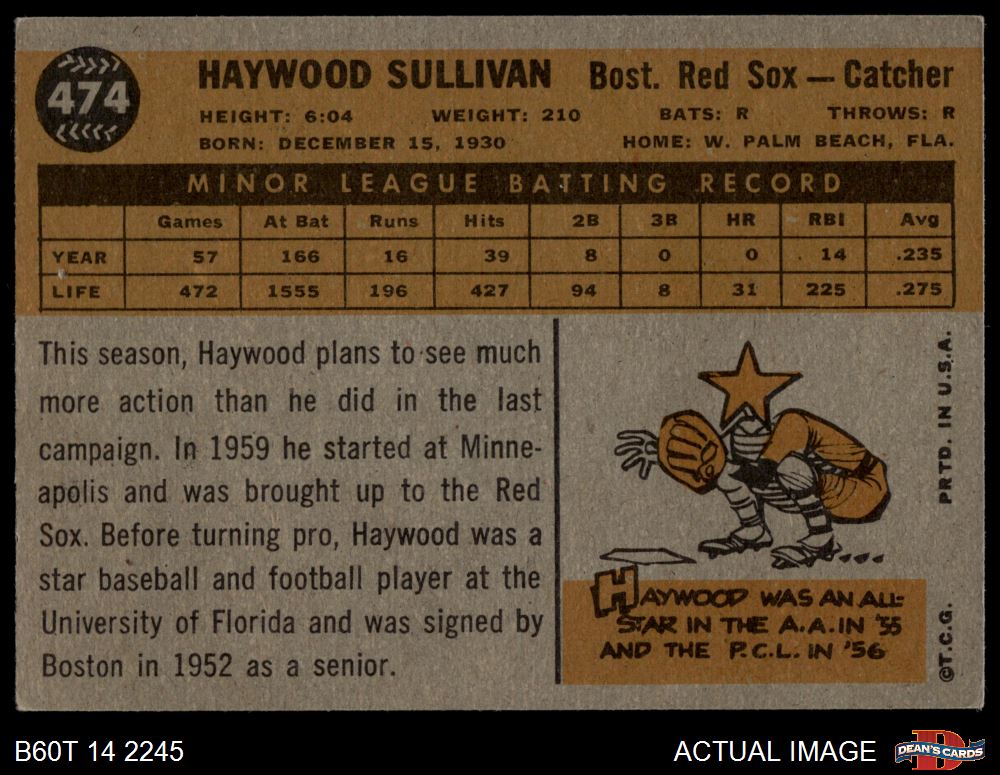 474
HAYWOOD SULLIVAN Bost. Red Sox — Catcher
HEIGHT: 6:04 WEIGHT: 210 BATS: R THROWS: R
BORN: DECEMBER 15, 1930 HOME: W. PALM BEACH, FLA.
MINOR LEAGUE BATTING RECORD
Games At Bat Runs Hits 2B 3B HR RBI Avg
YEAR 57 166 16 39 8 0 0 14 .235
LIFE 472 1555 196 427 94 8 31 225 .275
This season, Haywood plans to see much
more action than he did in the last
campaign. In 1959 he started at Minne-
apolis and was brought up to the Red
Sox. Before turning pro, Haywood was a
star baseball and football player at the
University of Florida and was signed by
Boston in 1952 as a senior.
HAYWOOD WAS AN ALL-
STAR IN THE A.A. IN '55
AND THE P.C.L. IN '56
©T.C.G. PRTD. IN U.S.A.
B60T 14 2245 ACTUAL IMAGE
D
DEAN'S CARDS